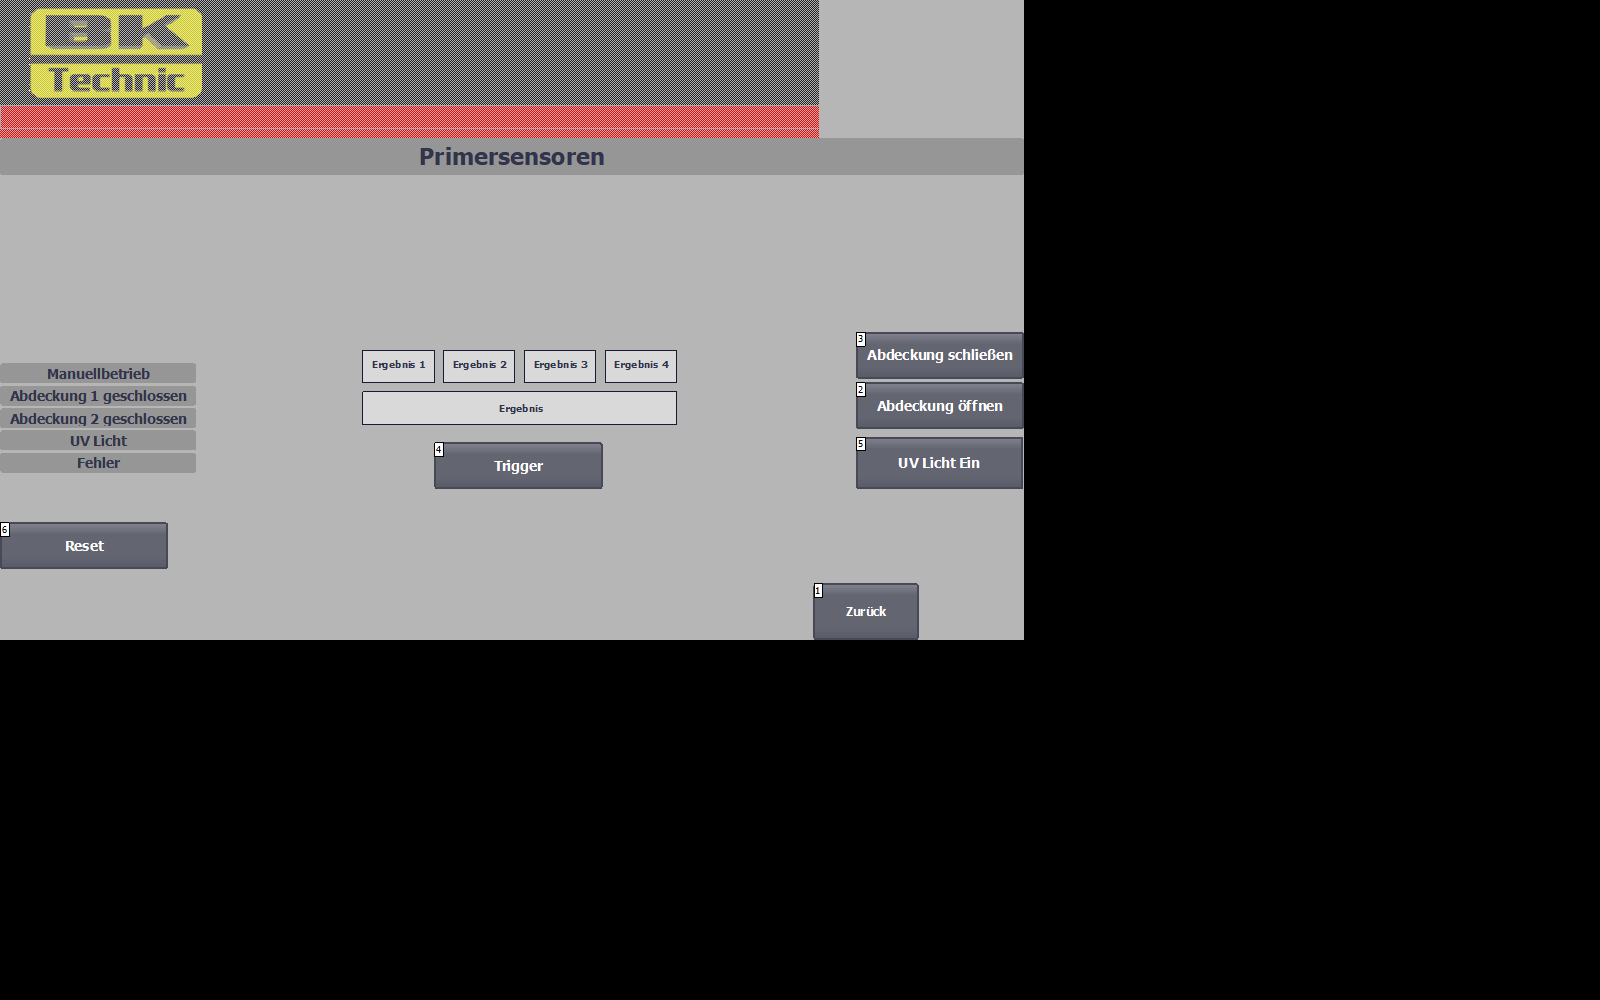 BK
Technic
Primersensoren
3
Abdeckung schließen
Ergebnis 1 Ergebnis 2 Ergebnis 3 Ergebnis 4
Manuellbetrieb
Abdeckung 1 geschlossen
2
Abdeckung öffnen
Ergebnis
Abdeckung 2 geschlossen
UV Licht
5
UV Licht Ein
4
Trigger
Fehler
6
Reset
1
Zurück